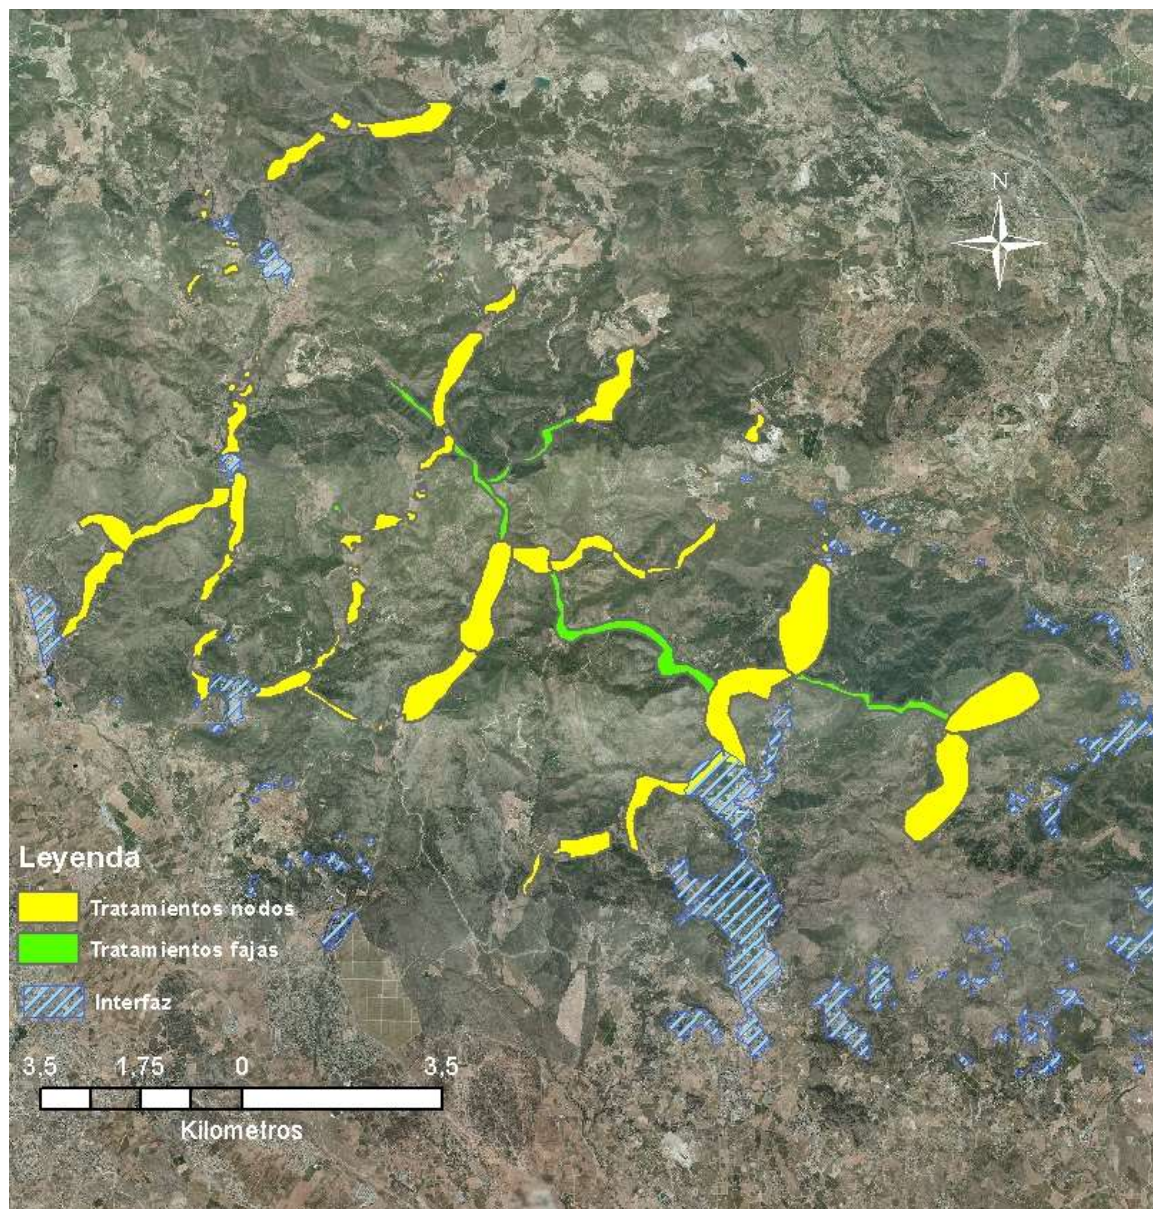 N
Leyenda
Tratamientos nodos
Tratamientos fajas
Interfaz
3,5 1,75 0 3,5
Kilometros